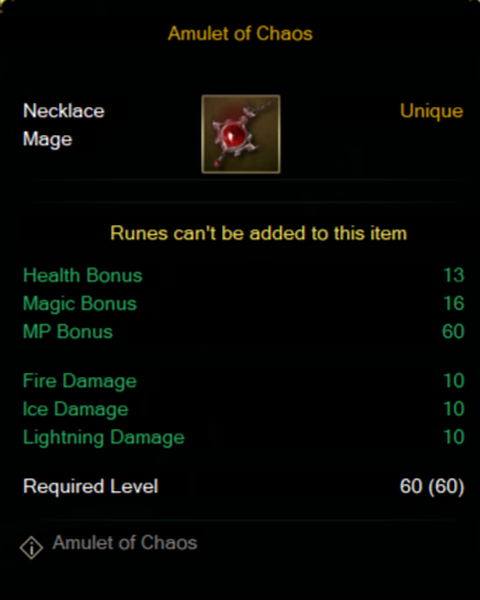 Amulet of Chaos
Necklace Unique
Mage
Runes can't be added to this item
Health Bonus 13
Magic Bonus 16
MP Bonus 60
Fire Damage 10
Ice Damage 10
Lightning Damage 10
Required Level 60 (60)
Amulet of Chaos